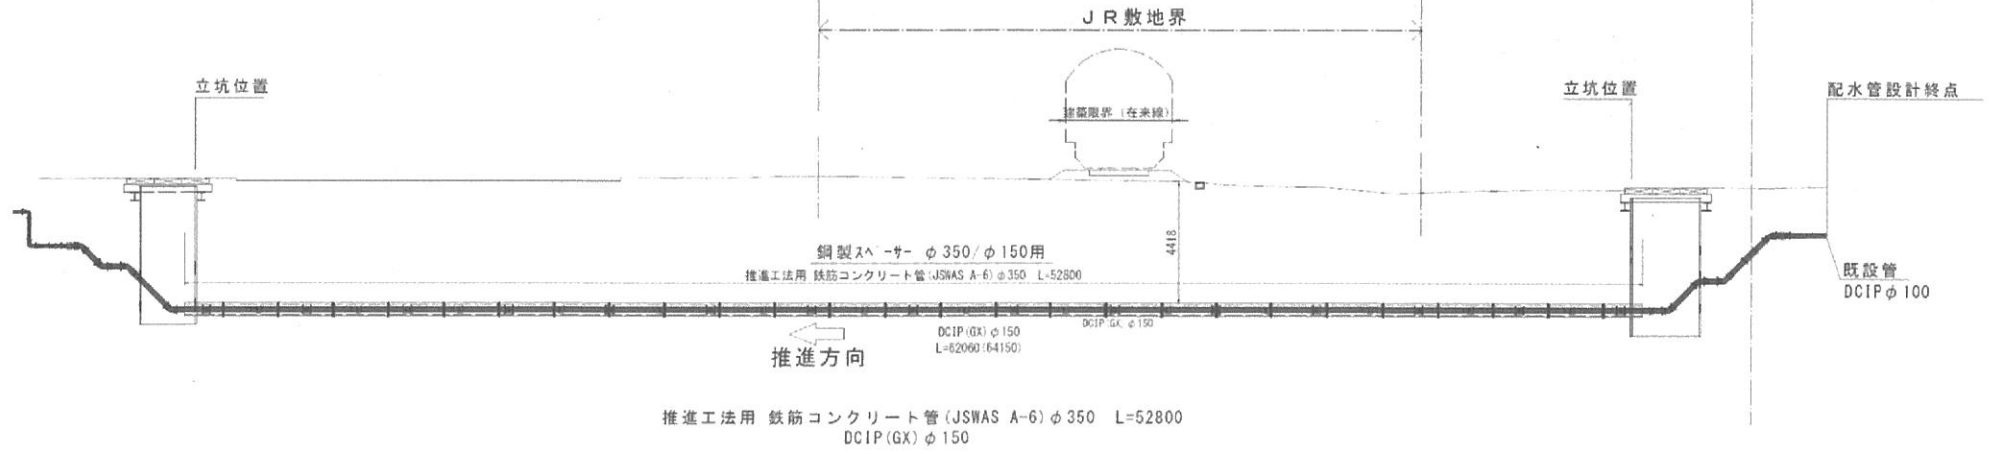 JR敷地界
立坑位置
立坑位置
配水管設計終点
建築限界 (在来線)
4418
鋼製スペーサー φ350/φ150用
推進工法用 鉄筋コンクリート管(JSWAS A-6)φ350 L=52800
既設管
DCIPφ100
DCIP(GX)φ150
L=62060(64150)
DCIP(GX) φ150
推進方向
推進工法用 鉄筋コンクリート管(JSWAS A-6)φ350 L=52800
DCIP(GX)φ150